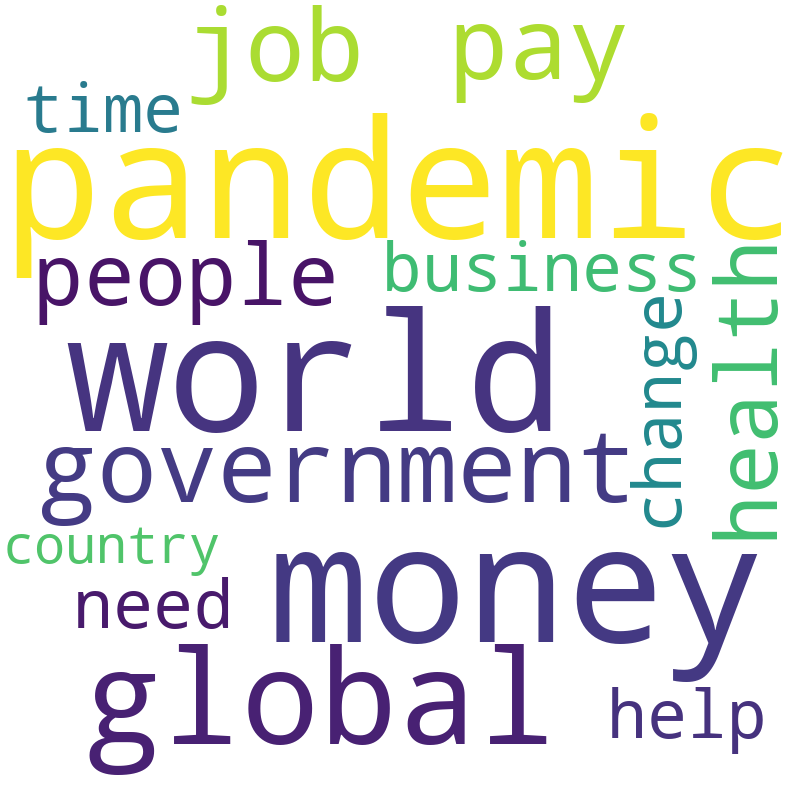 job pay
time
pandemic
people business
world
change
health
government
country
money
need
global
help